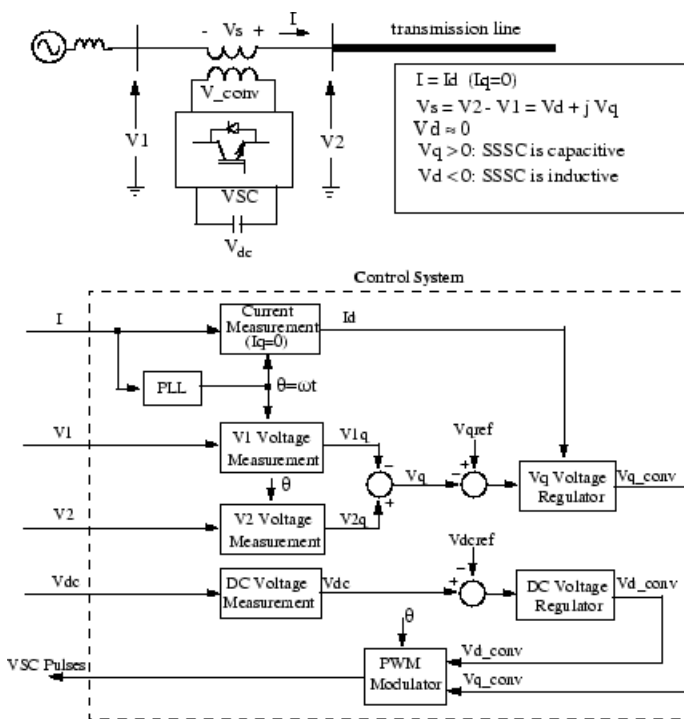 - Vs +
I
transmission line
V_conv
V1
V2
VSC
Vdc
I = Id (Iq=0)
Vs = V2 - V1 = Vd + j Vq
Vd ≈ 0
Vq > 0: SSSC is capacitive
Vd < 0: SSSC is inductive
Control System
I
Current
Measurement
(Iq=0)
Id
PLL
θ=ωt
V1
V1 Voltage
Measurement
V1q
θ
V2
V2 Voltage
Measurement
V2q
-
+
Vq
Vqref
+
-
Vq Voltage
Regulator
Vq_conv
Vdc
DC Voltage
Measurement
Vdc
Vdcref
-
+
DC Voltage
Regulator
Vd_conv
θ
VSC Pulses
PWM
Modulator
Vd_conv
Vq_conv